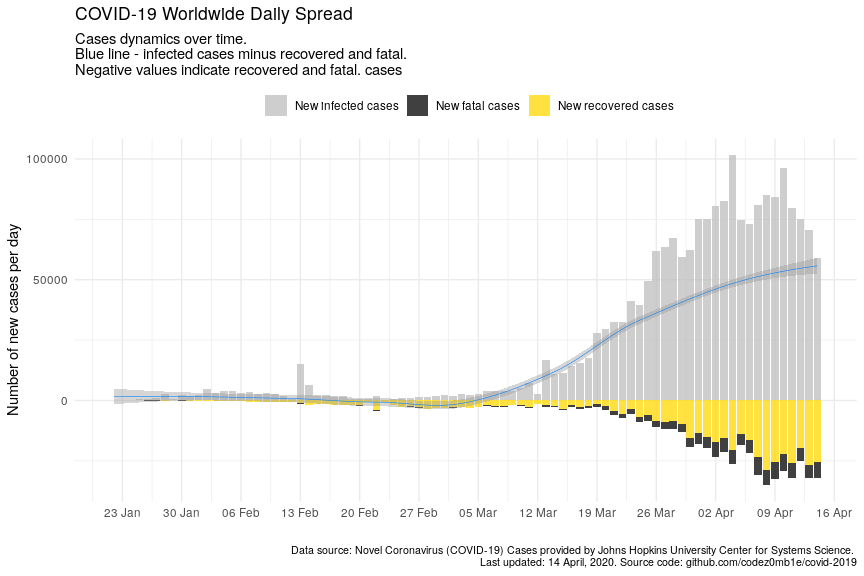 COVID-19 Worldwide Daily Spread
Cases dynamics over time.
Blue line - infected cases minus recovered and fatal.
Negative values indicate recovered and fatal. cases
New infected cases New fatal cases New recovered cases
Number of new cases per day
100000
50000
0
23 Jan 30 Jan 06 Feb 13 Feb 20 Feb 27 Feb 05 Mar 12 Mar 19 Mar 26 Mar 02 Apr 09 Apr 16 Apr
Data source: Novel Coronavirus (COVID-19) Cases provided by Johns Hopkins University Center for Systems Science.
Last updated: 14 April, 2020. Source code: github.com/codez0mb1e/covid-2019